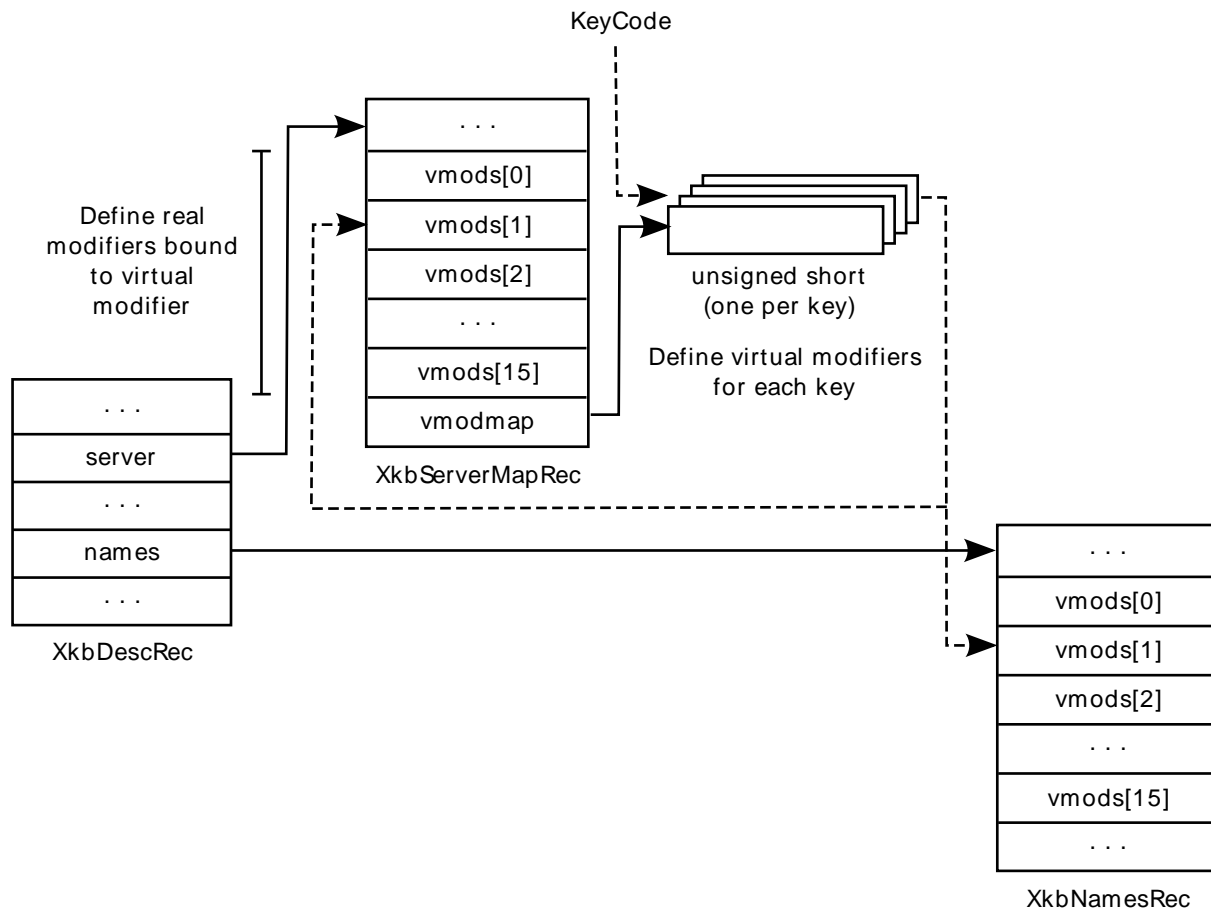 KeyCode
. . .
vmods[0]
vmods[1]
vmods[2]
. . .
vmods[15]
vmodmap
XkbServerMapRec
Define real
modifiers bound
to virtual
modifier
unsigned short
(one per key)
Define virtual modifiers
for each key
. . .
server
. . .
names
. . .
XkbDescRec
. . .
vmods[0]
vmods[1]
vmods[2]
. . .
vmods[15]
. . .
XkbNamesRec